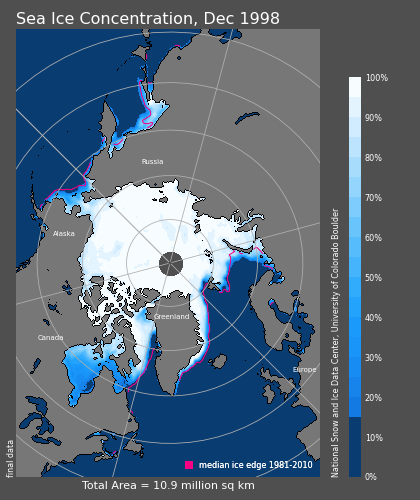 Sea Ice Concentration, Dec 1998
Russia
Alaska
Greenland
Canada
Europe
median ice edge 1981-2010
Total Area = 10.9 million sq km
final data
100%
90%
80%
70%
60%
50%
40%
30%
20%
10%
0%
National Snow and Ice Data Center, University of Colorado Boulder